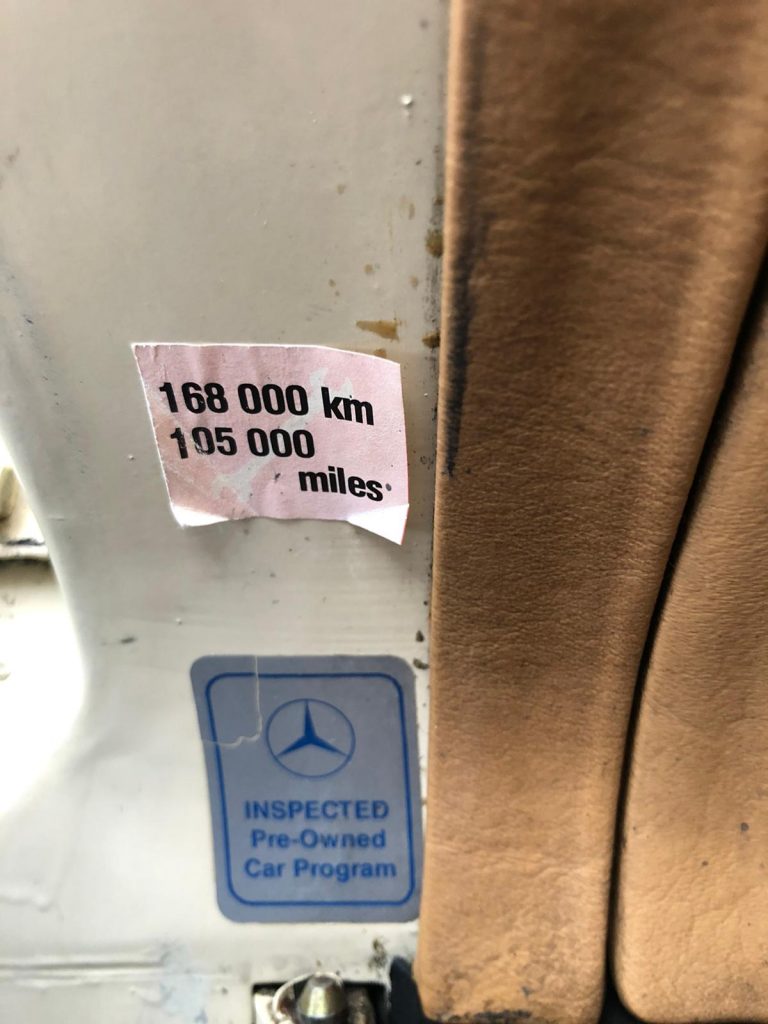 168 000 km
105 000
miles
INSPECTED
Pre-Owned
Car Program